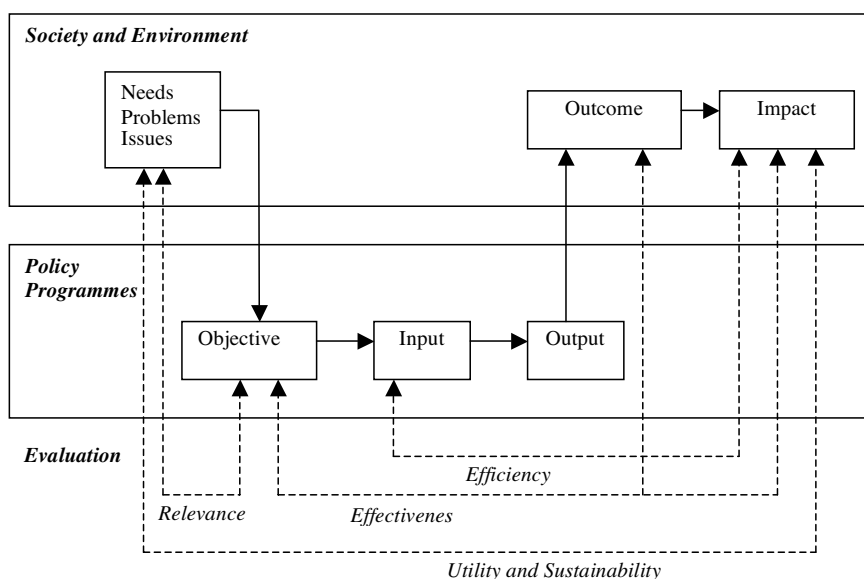 Society and Environment
Needs
Problems
Issues
Outcome
Impact
Policy
Programmes
Objective
Input
Output
Evaluation
Efficiency
Relevance
Effectivenes
Utility and Sustainability